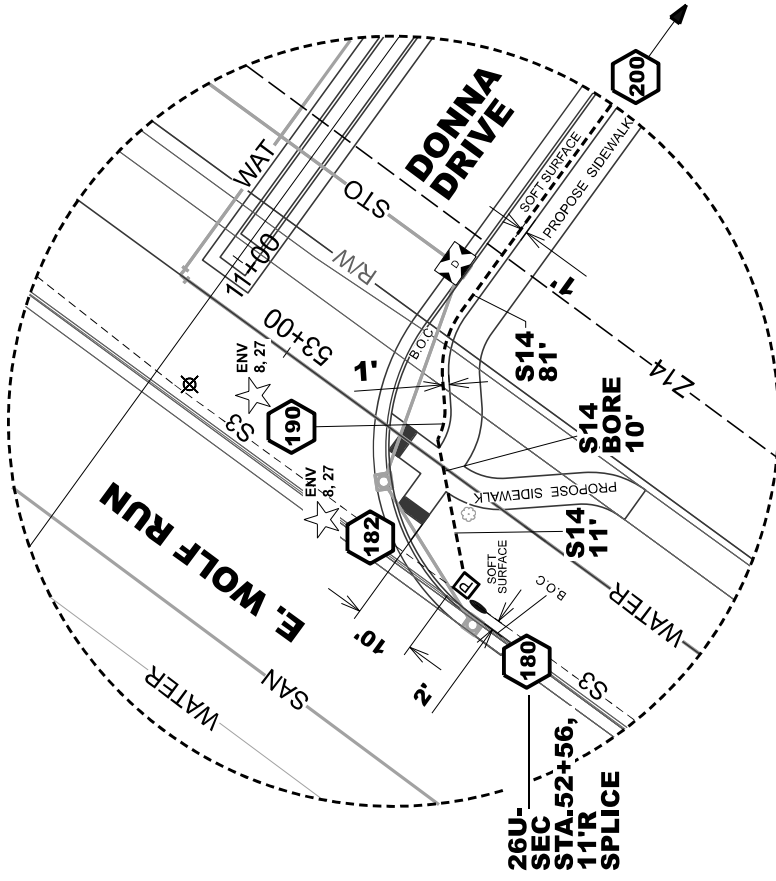 200
DONNA
DRIVE
SOFT SURFACE
PROPOSE SIDEWALK
WAT
STO
R/W
11+00
53+00
D
1'
B.O.C.
1'
ENV
8, 27
S3
190
S14
81'
Z14
S14
BORE
10'
ENV
8, 27
182
E. WOLF RUN
PROPOSE SIDEWALK
S14
11'
P
SOFT
SURFACE
B.O.C
WATER
10'
2'
180
S3
SAN
WATER
26U-
SEC
STA.52+56,
11'R
SPLICE